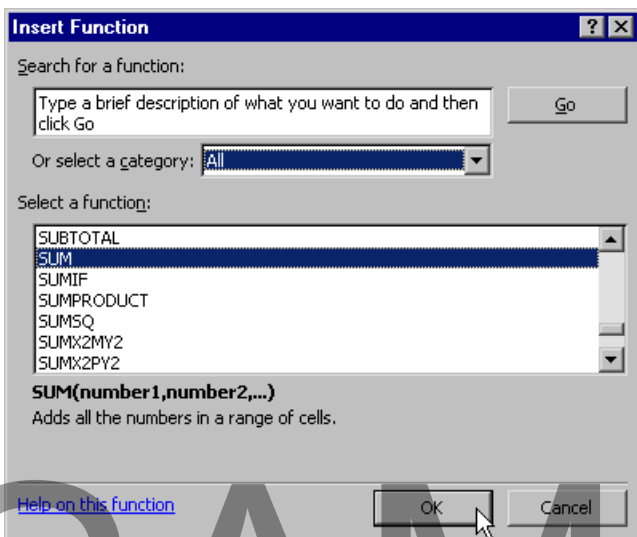 Insert Function
Search for a function:
Type a brief description of what you want to do and then
click Go
Go
Or select a category: All
Select a function:
SUBTOTAL
SUM
SUMIF
SUMPRODUCT
SUMSQ
SUMX2MY2
SUMX2PY2
SUM(number1,number2,...)
Adds all the numbers in a range of cells.
Help on this function
OK
Cancel